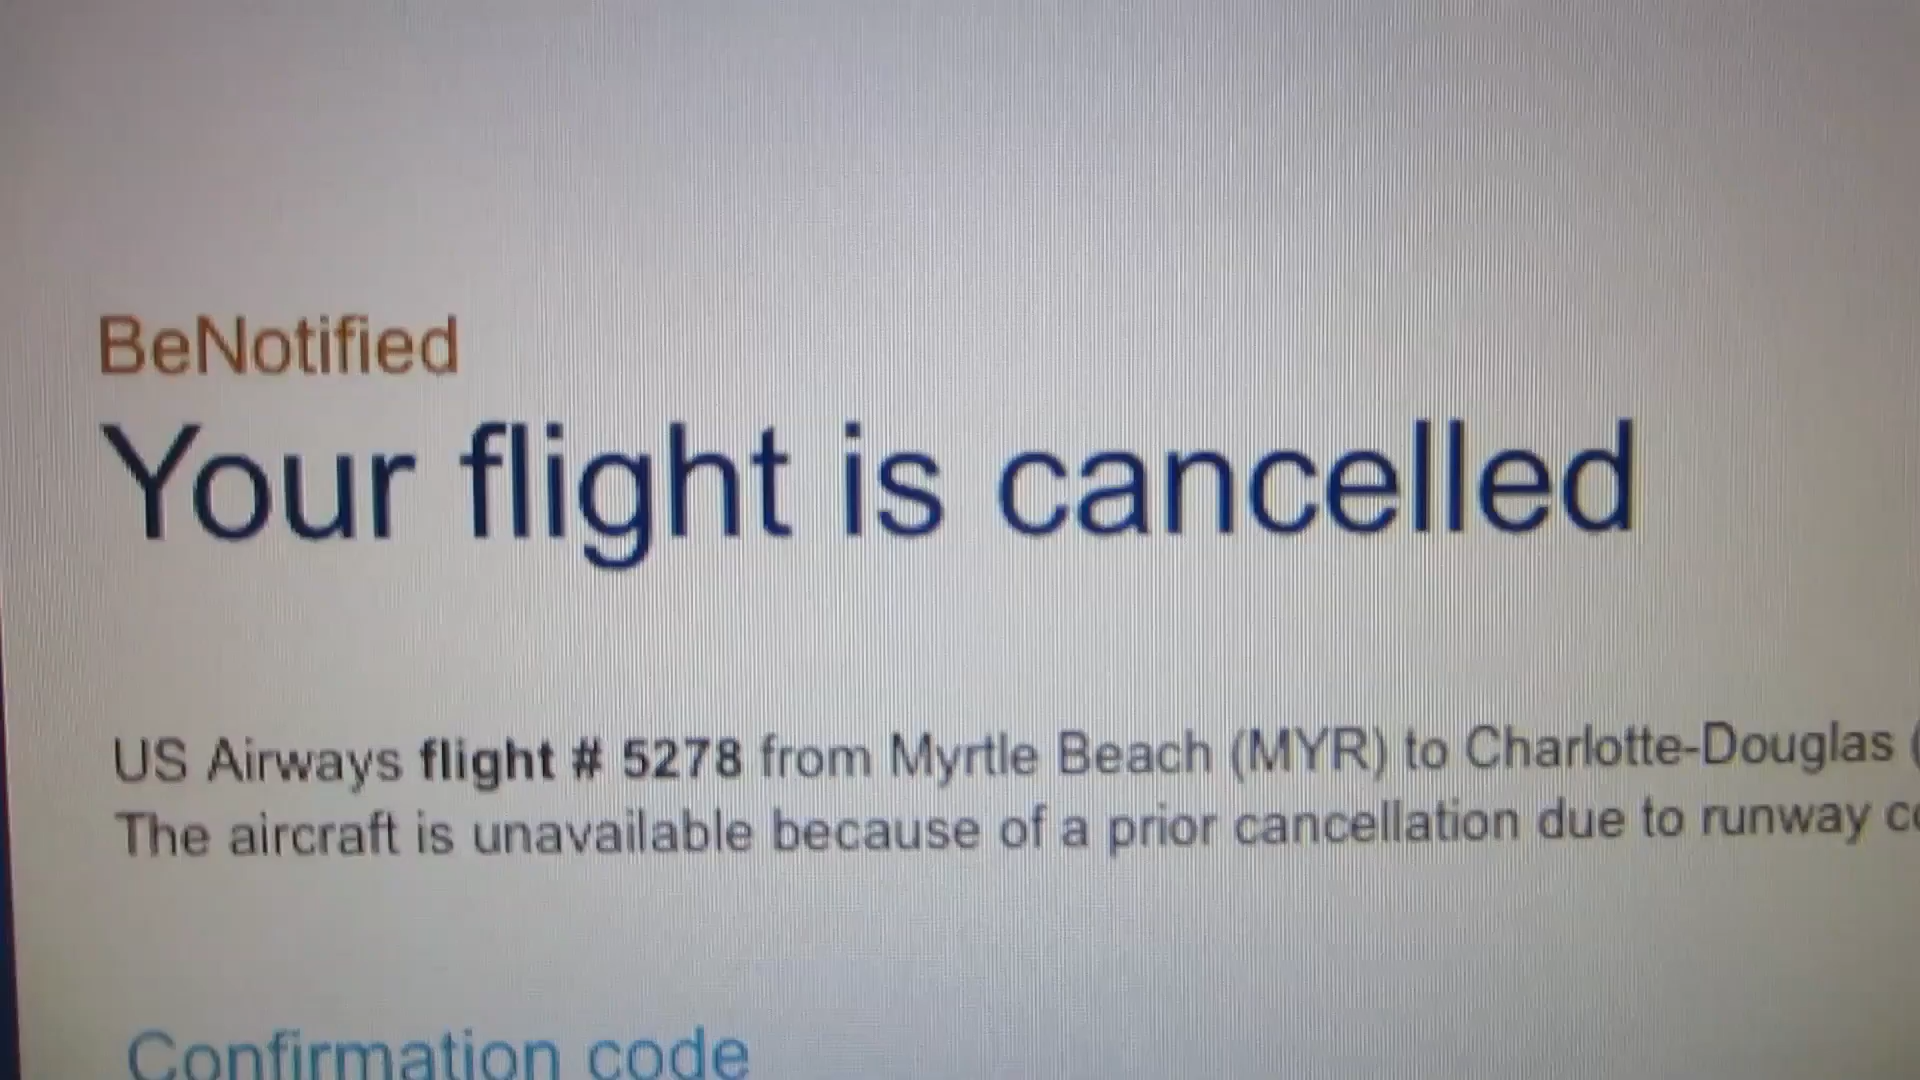 BeNotified
Your flight is cancelled
US Airways flight # 5278 from Myrtle Beach (MYR) to Charlotte-Douglas (
The aircraft is unavailable because of a prior cancellation due to runway
Confirmation code